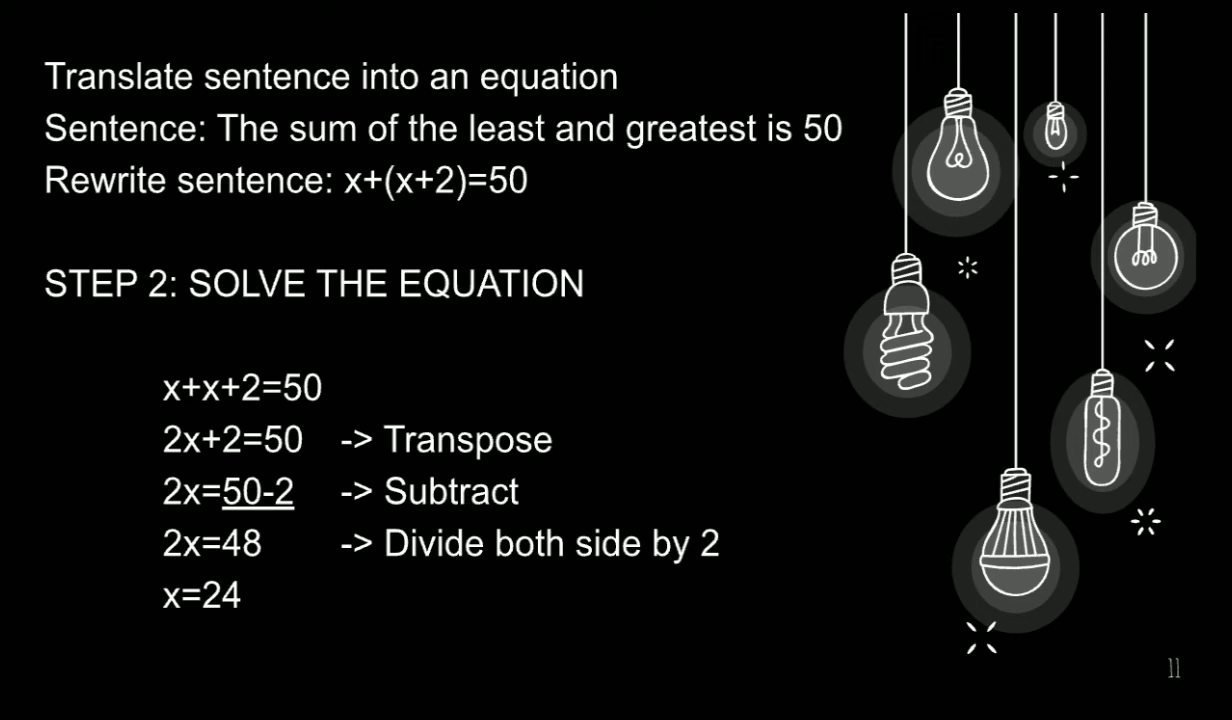 Translate sentence into an equation
Sentence: The sum of the least and greatest is 50
Rewrite sentence: x+(x+2)=50
STEP 2: SOLVE THE EQUATION
x+x+2=50
2x+2=50 -> Transpose
2x=50-2 -> Subtract
2x=48 -> Divide both side by 2
x=24
11